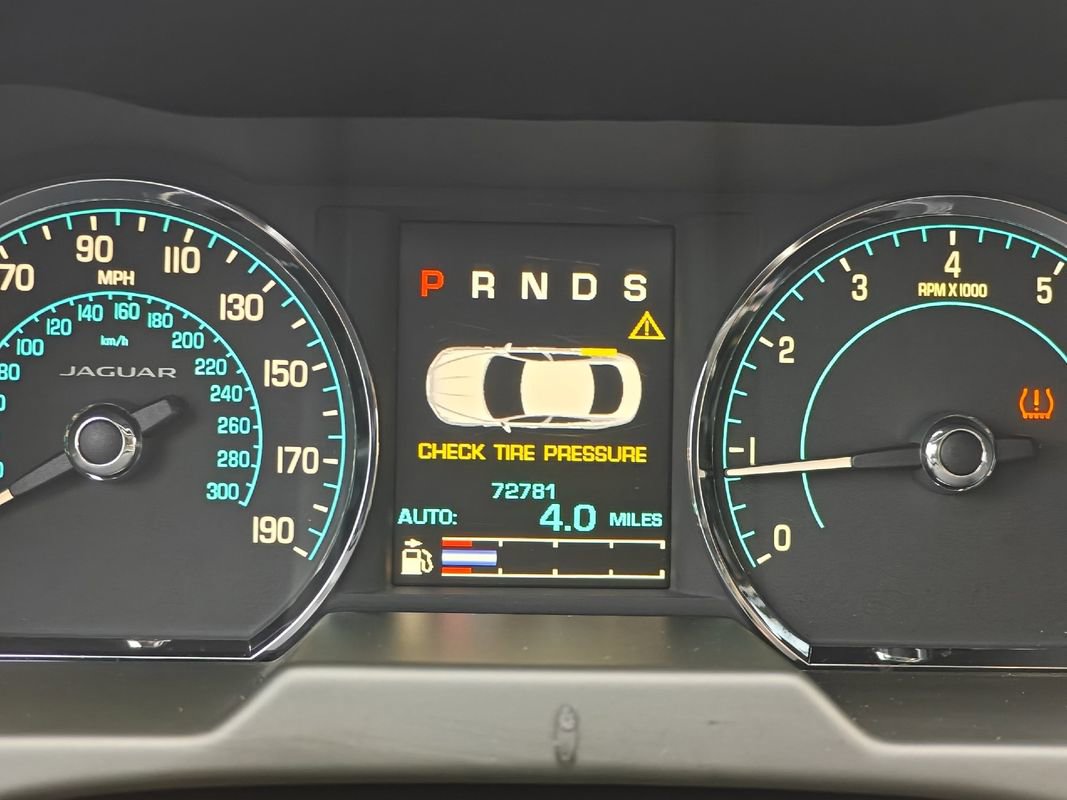 P R N D S
CHECK TIRE PRESSURE
72781
AUTO: 4.0 MILES
70 90 110 130 150 170 190
MPH
80 100 120 140 160 180 200 220 240 260 280 300
km/h
JAGUAR
0 1 2 3 4 5
RPM X1000